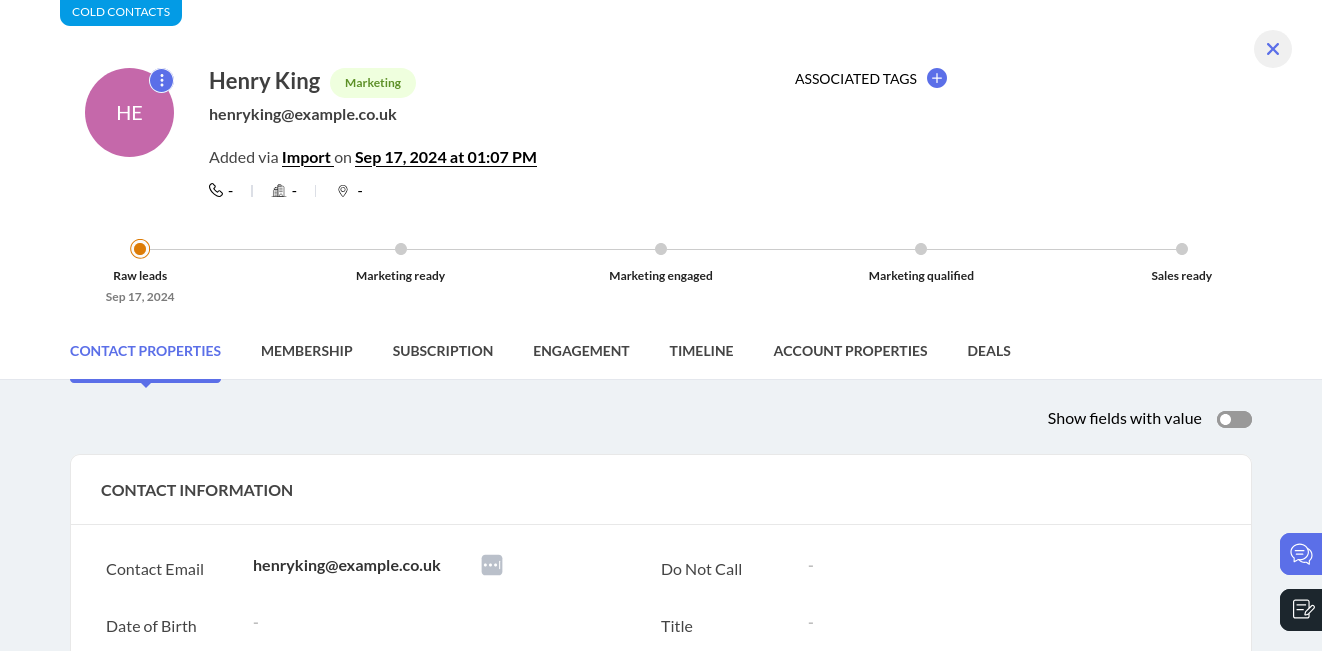 COLD CONTACTS
HE
Henry King
Marketing
henryking@example.co.uk
Added via Import on Sep 17, 2024 at 01:07 PM
- | - | -
ASSOCIATED TAGS
Raw leads
Sep 17, 2024
Marketing ready
Marketing engaged
Marketing qualified
Sales ready
CONTACT PROPERTIES MEMBERSHIP SUBSCRIPTION ENGAGEMENT TIMELINE ACCOUNT PROPERTIES DEALS
Show fields with value
CONTACT INFORMATION
Contact Email henryking@example.co.uk
Do Not Call -
Date of Birth -
Title -